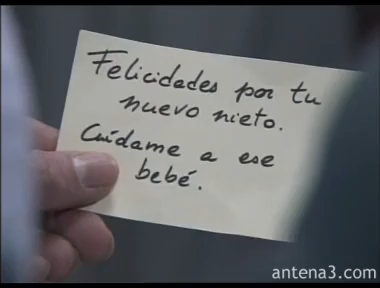 Felicidades por tu
nuevo nieto.
Cuídame a ese
bebé.
antena3.com